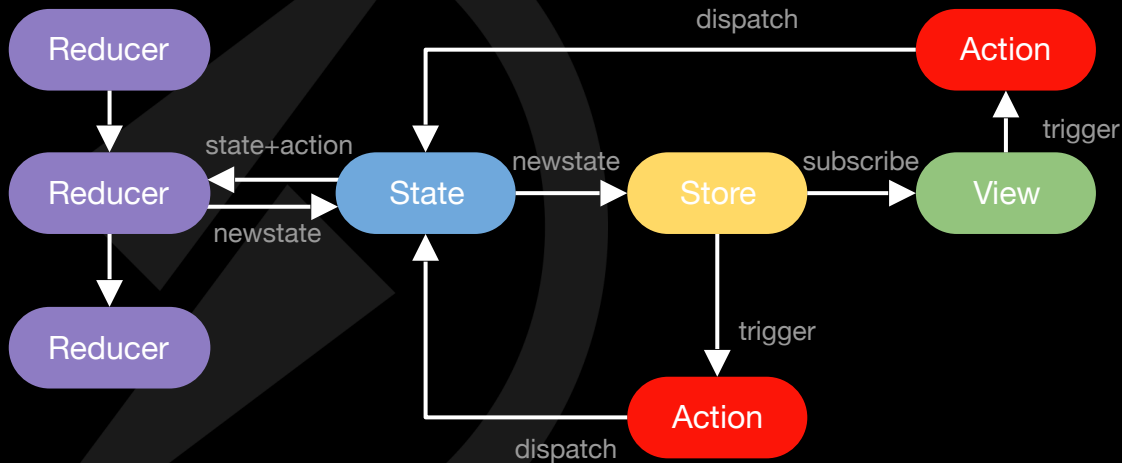 dispatch
Reducer
Action
trigger
state+action
newstate
subscribe
Reducer
State
Store
View
newstate
trigger
Reducer
Action
dispatch